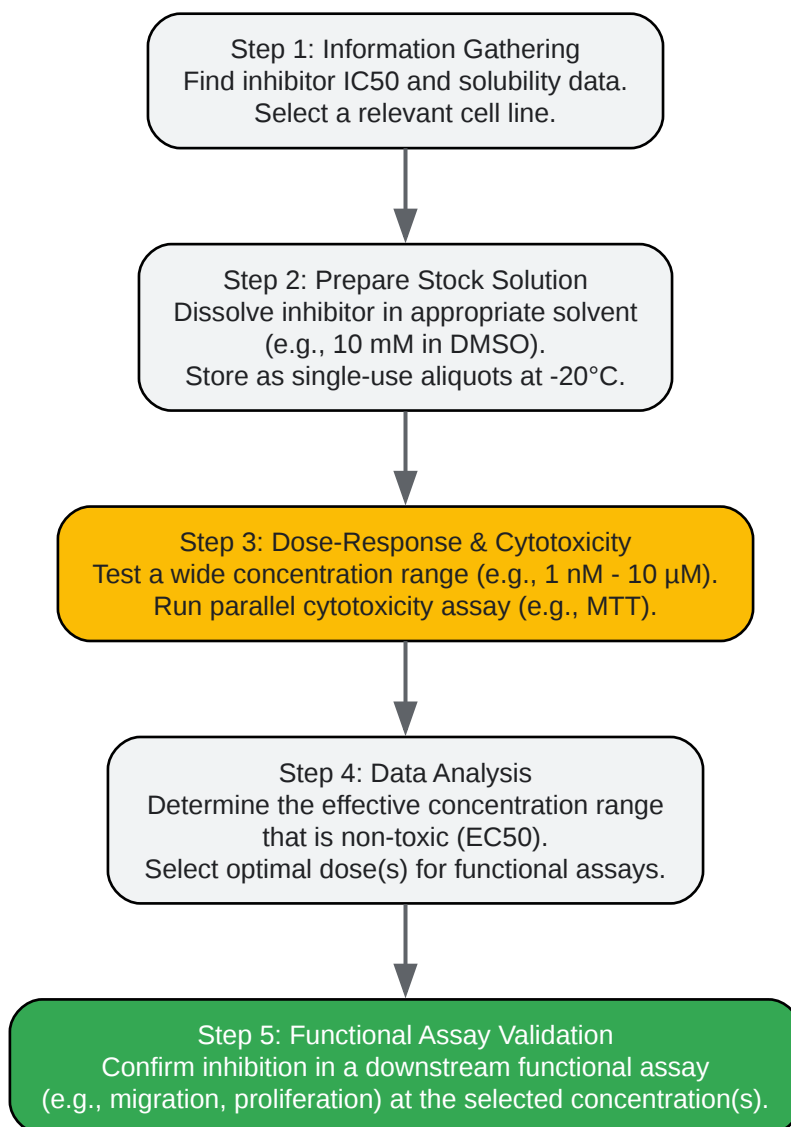 Step 1: Information Gathering
Find inhibitor IC50 and solubility data.
Select a relevant cell line.
Step 2: Prepare Stock Solution
Dissolve inhibitor in appropriate solvent
(e.g., 10 mM in DMSO).
Store as single-use aliquots at -20°C.
Step 3: Dose-Response & Cytotoxicity
Test a wide concentration range (e.g., 1 nM - 10 µM).
Run parallel cytotoxicity assay (e.g., MTT).
Step 4: Data Analysis
Determine the effective concentration range
that is non-toxic (EC50).
Select optimal dose(s) for functional assays.
Step 5: Functional Assay Validation
Confirm inhibition in a downstream functional assay
(e.g., migration, proliferation) at the selected concentration(s).